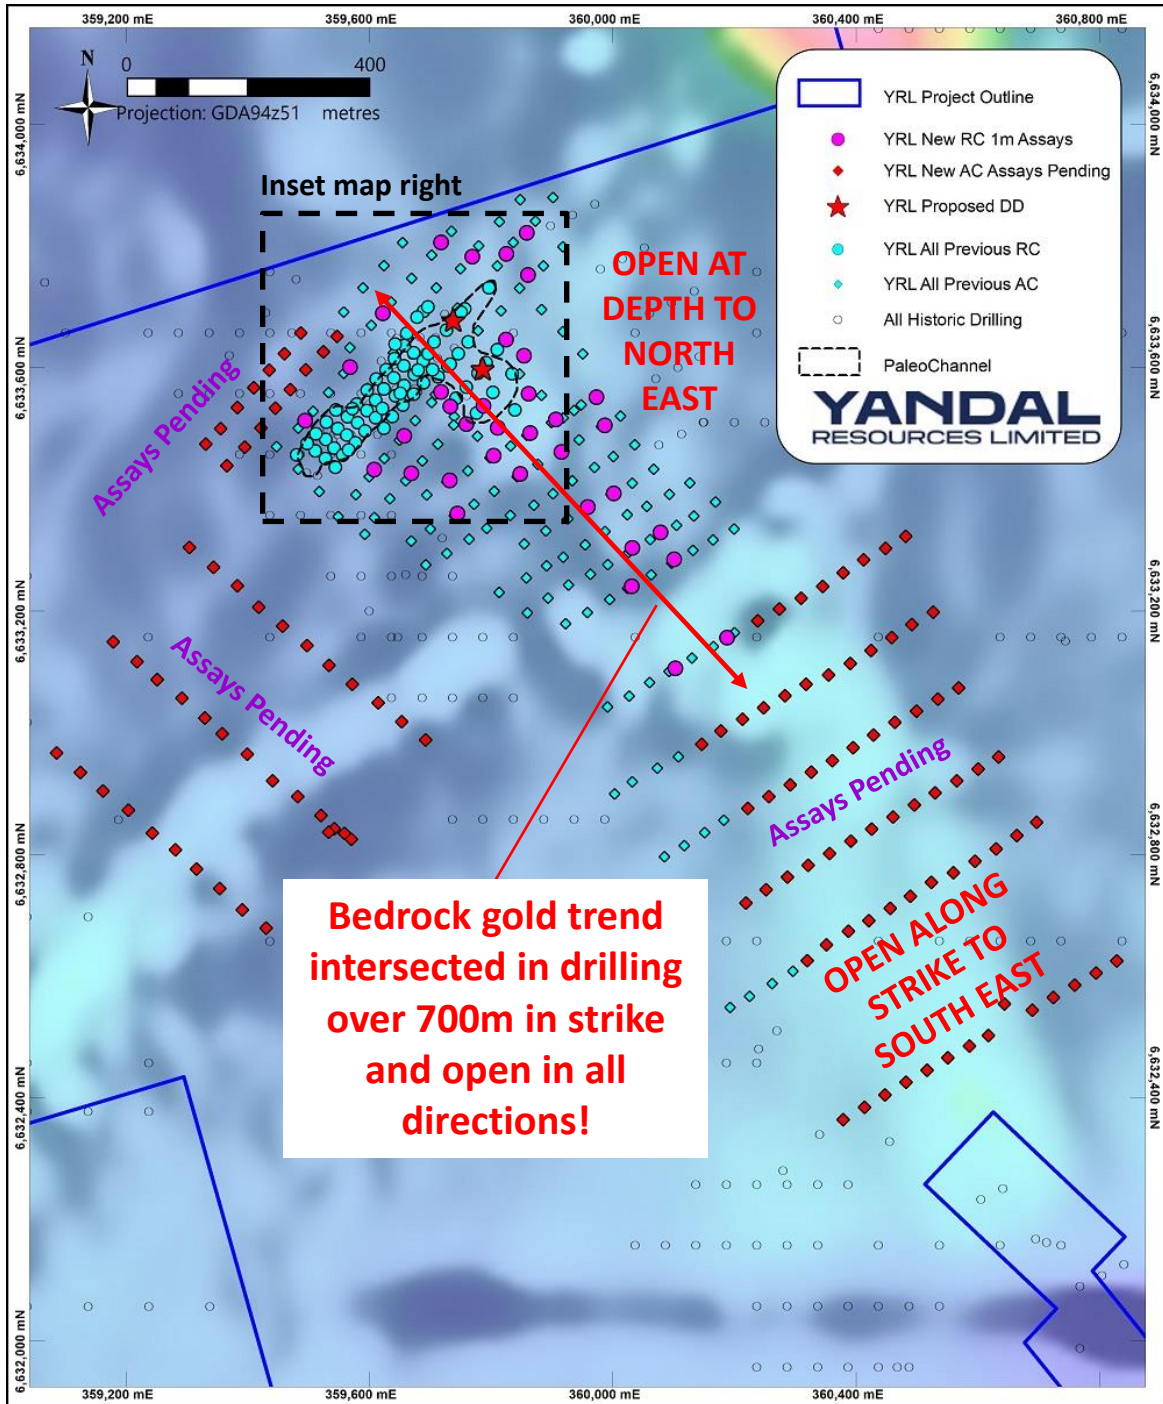 359,200 mE
359,600 mE
360,000 mE
360,400 mE
360,800 mE
N
0
400
Projection: GDA94z51
metres
6,634,000 mN
6,634,000 mN
YRL Project Outline
YRL New RC 1m Assays
YRL New AC Assays Pending
YRL Proposed DD
YRL All Previous RC
YRL All Previous AC
All Historic Drilling
PaleoChannel
YANDAL
RESOURCES LIMITED
Inset map right
OPEN AT
DEPTH TO
NORTH
EAST
6,633,600 mN
6,633,600 mN
Assays Pending
6,633,200 mN
6,633,200 mN
Assays Pending
Assays Pending
6,632,800 mN
6,632,800 mN
Bedrock gold trend
intersected in drilling
over 700m in strike
and open in all
directions!
OPEN ALONG
STRIKE TO
SOUTH EAST
6,632,400 mN
6,632,400 mN
6,632,000 mN
6,632,000 mN
359,200 mE
359,600 mE
360,000 mE
360,400 mE
360,800 mE